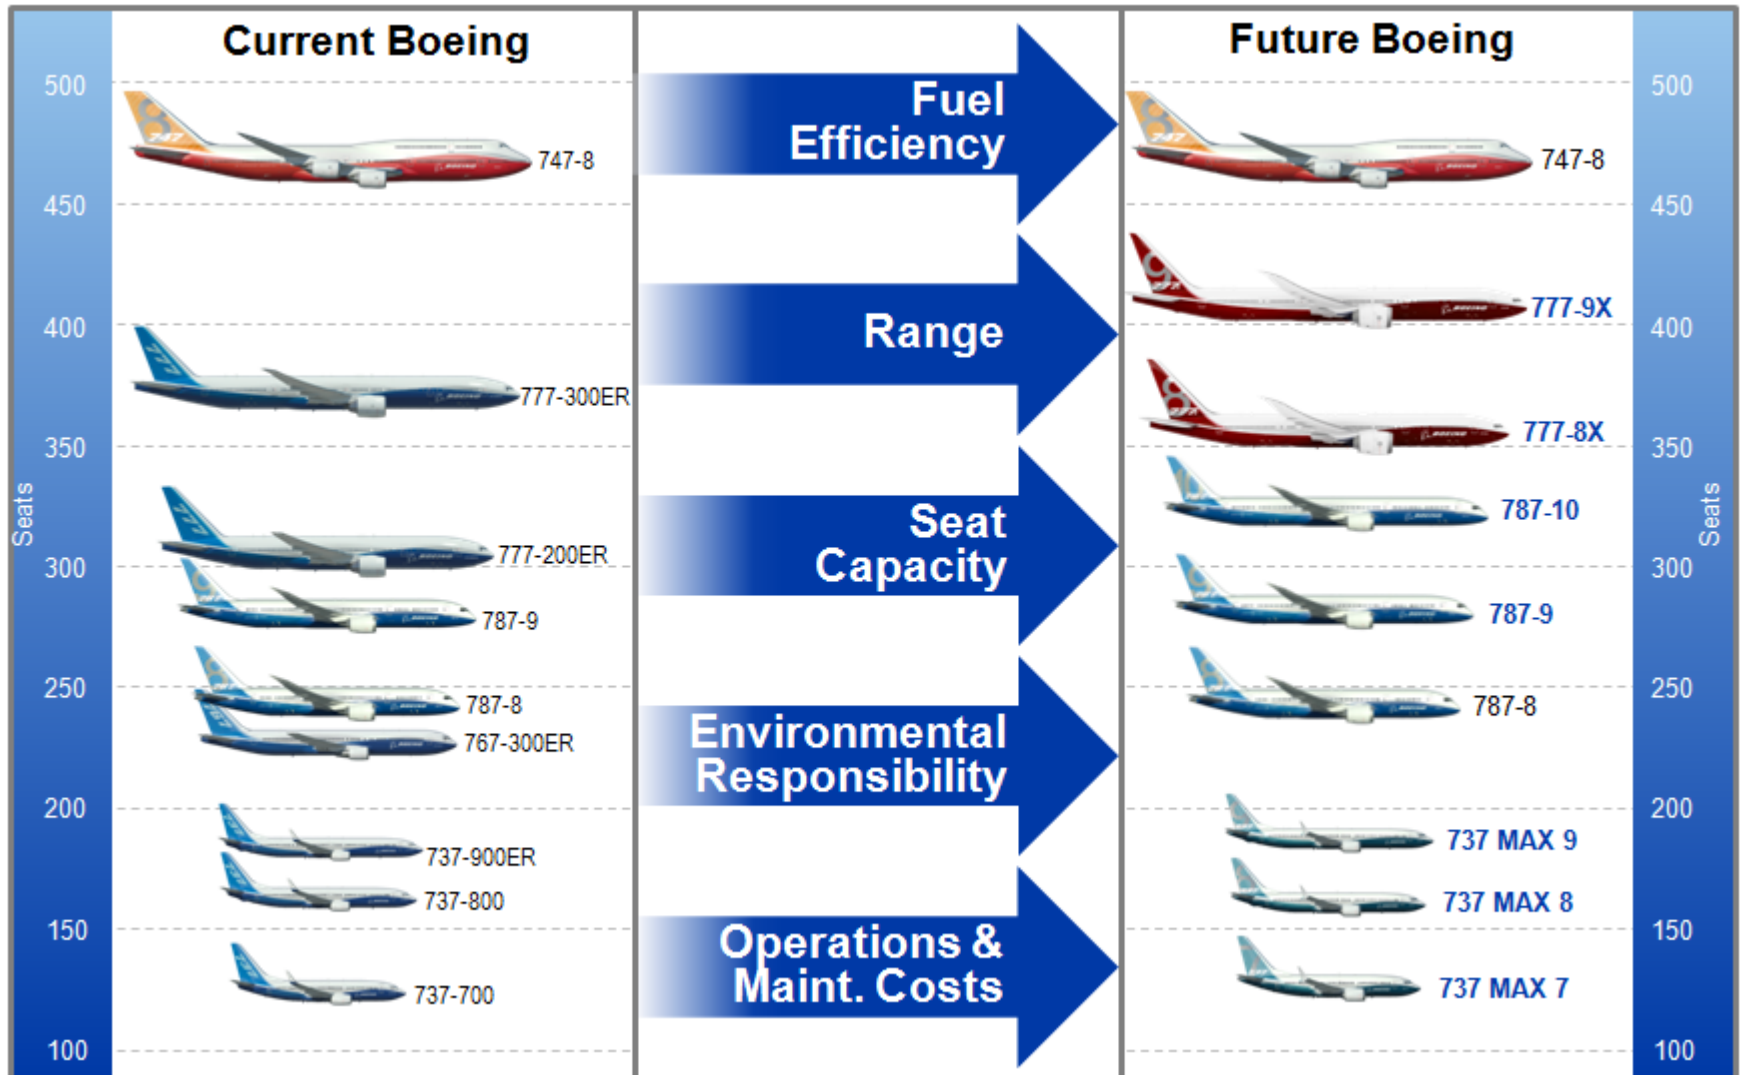 Current Boeing
Future Boeing
500
450
400
350
300
250
200
150
100
Seats
747-8
777-300ER
777-200ER
787-9
787-8
767-300ER
737-900ER
737-800
737-700
Fuel
Efficiency
Range
Seat
Capacity
Environmental
Responsibility
Operations &
Maint. Costs
747-8
777-9X
777-8X
787-10
787-9
787-8
737 MAX 9
737 MAX 8
737 MAX 7
500
450
400
350
300
250
200
150
100
Seats